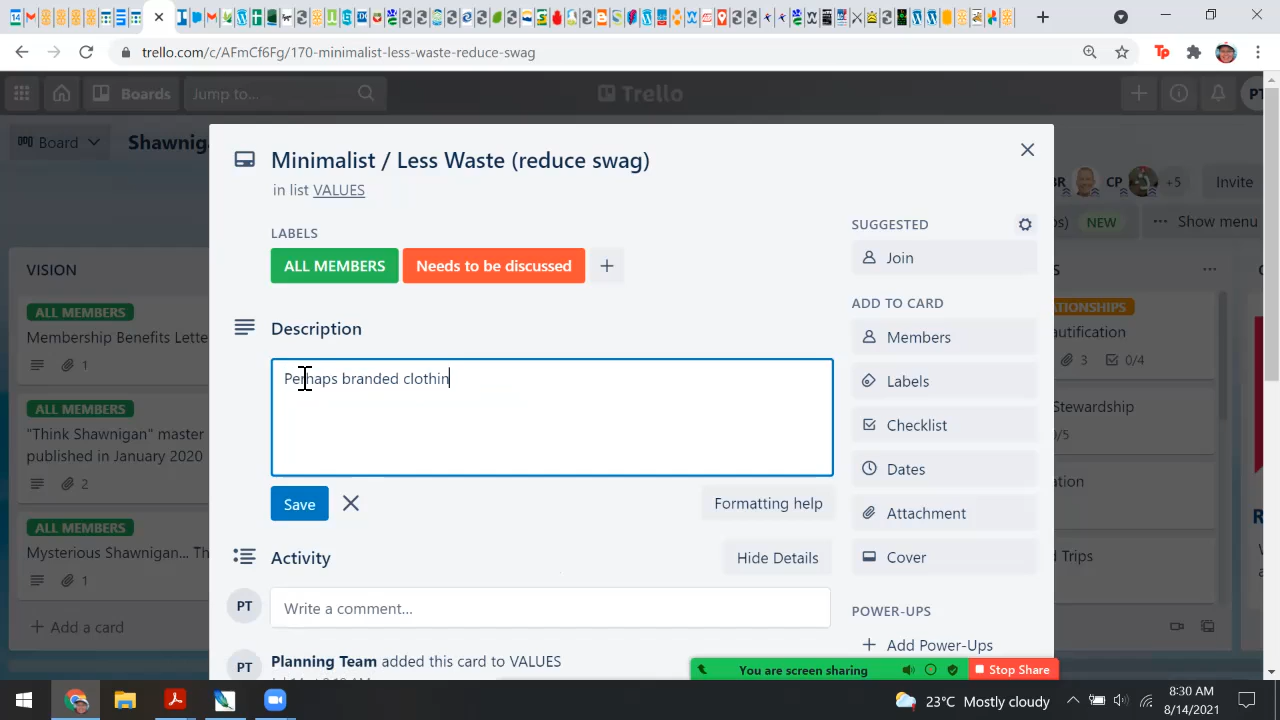 trello.com/c/AFmCf6Fg/170-minimalist-less-waste-reduce-swag
Tp
Boards
Jump to...
Trello
PT
Board
Shawniga
BR
CP
+5
Invite
NEW
Show menu
Minimalist / Less Waste (reduce swag)
in list VALUES
LABELS
ALL MEMBERS
Needs to be discussed
Description
Perhaps branded clothin
Save
Formatting help
Activity
Hide Details
PT
Write a comment...
PT
Planning Team added this card to VALUES
SUGGESTED
Join
ADD TO CARD
Members
Labels
Checklist
Dates
Attachment
Cover
POWER-UPS
Add Power-Ups
VISION
ALL MEMBERS
Membership Benefits Letter
1
ALL MEMBERS
"Think Shawnigan" master
published in January 2020
2
ALL MEMBERS
Mysterious Shawnigan... Th
1
Add a card
ATIONSHIPS
autification
3
0/4
Stewardship
0/5
ation
d Trips
You are screen sharing
Stop Share
23°C Mostly cloudy
8:30 AM
8/14/2021